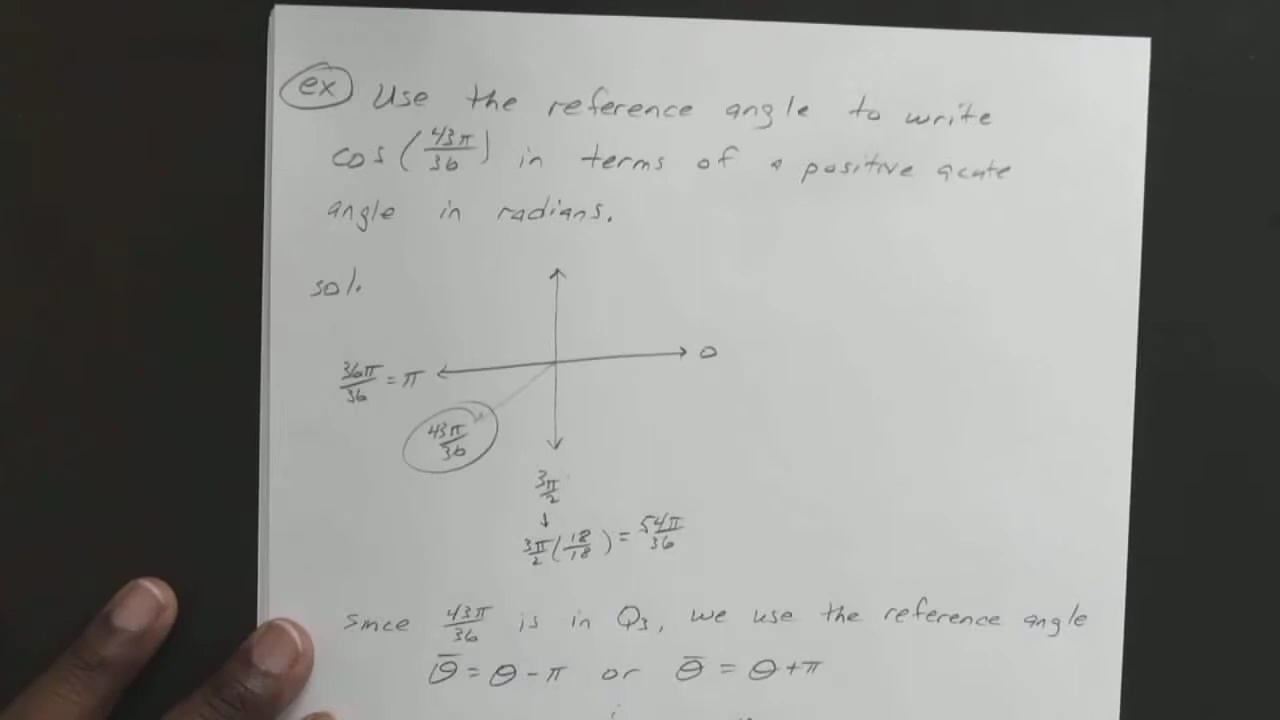 ex Use the reference angle to write
cos (43π/36) in terms of a positive acute
angle in radians.
sol.
0
36π/36 = π
43π/36
3π/2
↓
3π/2 (18/18) = 54π/36
Since 43π/36 is in Q₃, we use the reference angle
θ̄ = θ - π or θ̄ = θ + π